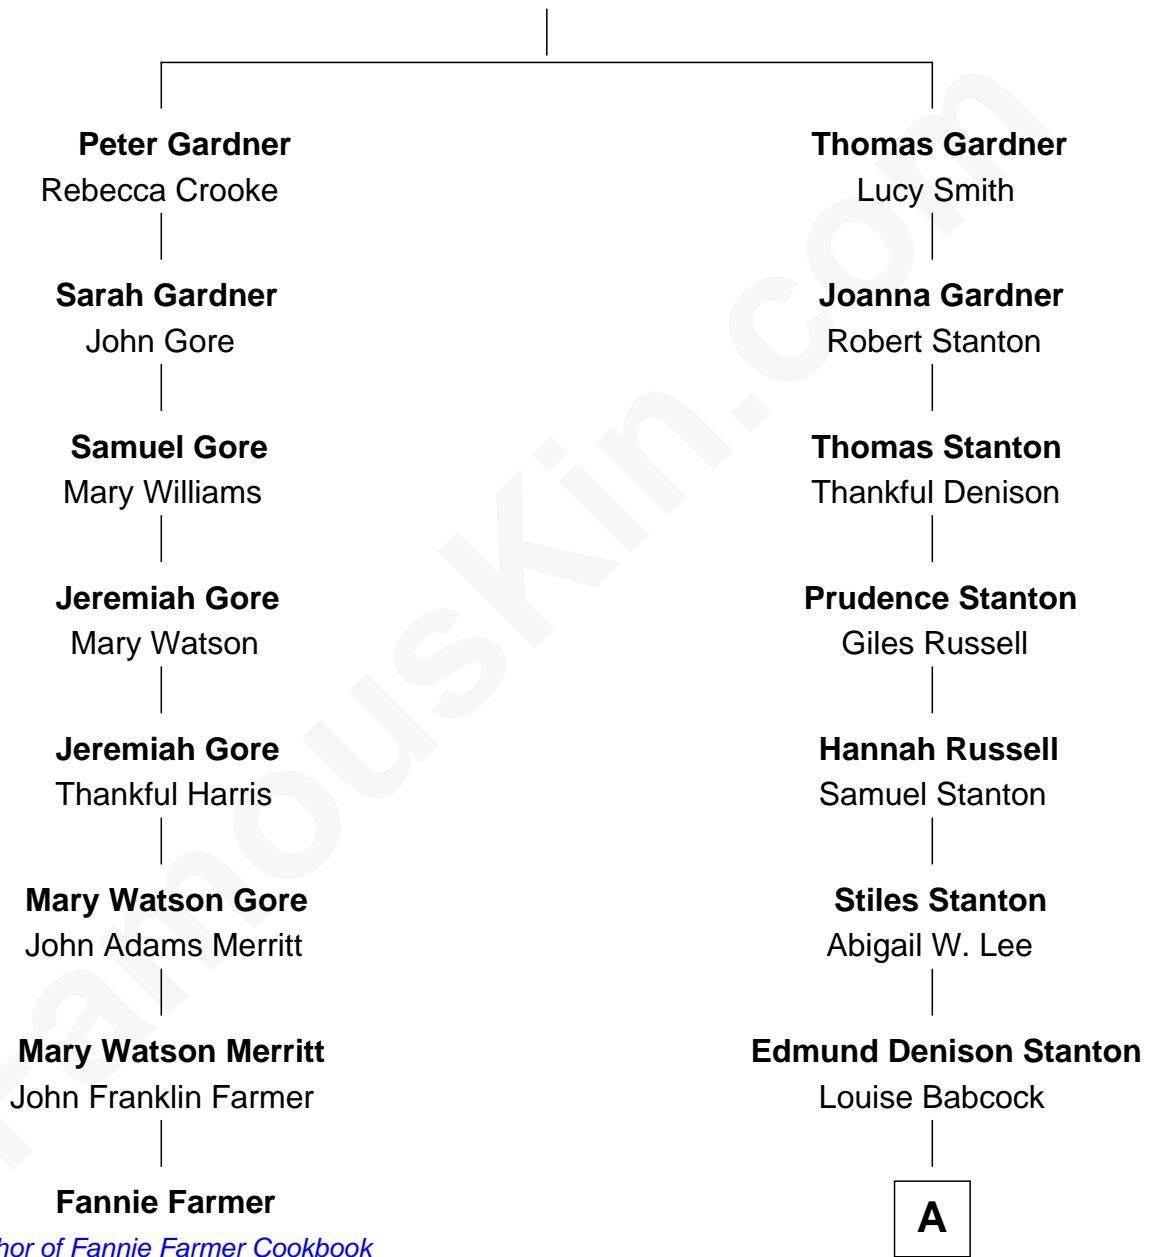 Peter Gardner
Rebecca Crooke
Sarah Gardner
John Gore
Samuel Gore
Mary Williams
Jeremiah Gore
Mary Watson
Jeremiah Gore
Thankful Harris
Mary Watson Gore
John Adams Merritt
Mary Watson Merritt
John Franklin Farmer
Fannie Farmer
hor of Fannie Farmer Cookbook
Thomas Gardner
Lucy Smith
Joanna Gardner
Robert Stanton
Thomas Stanton
Thankful Denison
Prudence Stanton
Giles Russell
Hannah Russell
Samuel Stanton
Stiles Stanton
Abigail W. Lee
Edmund Denison Stanton
Louise Babcock
A
FamousKin.com